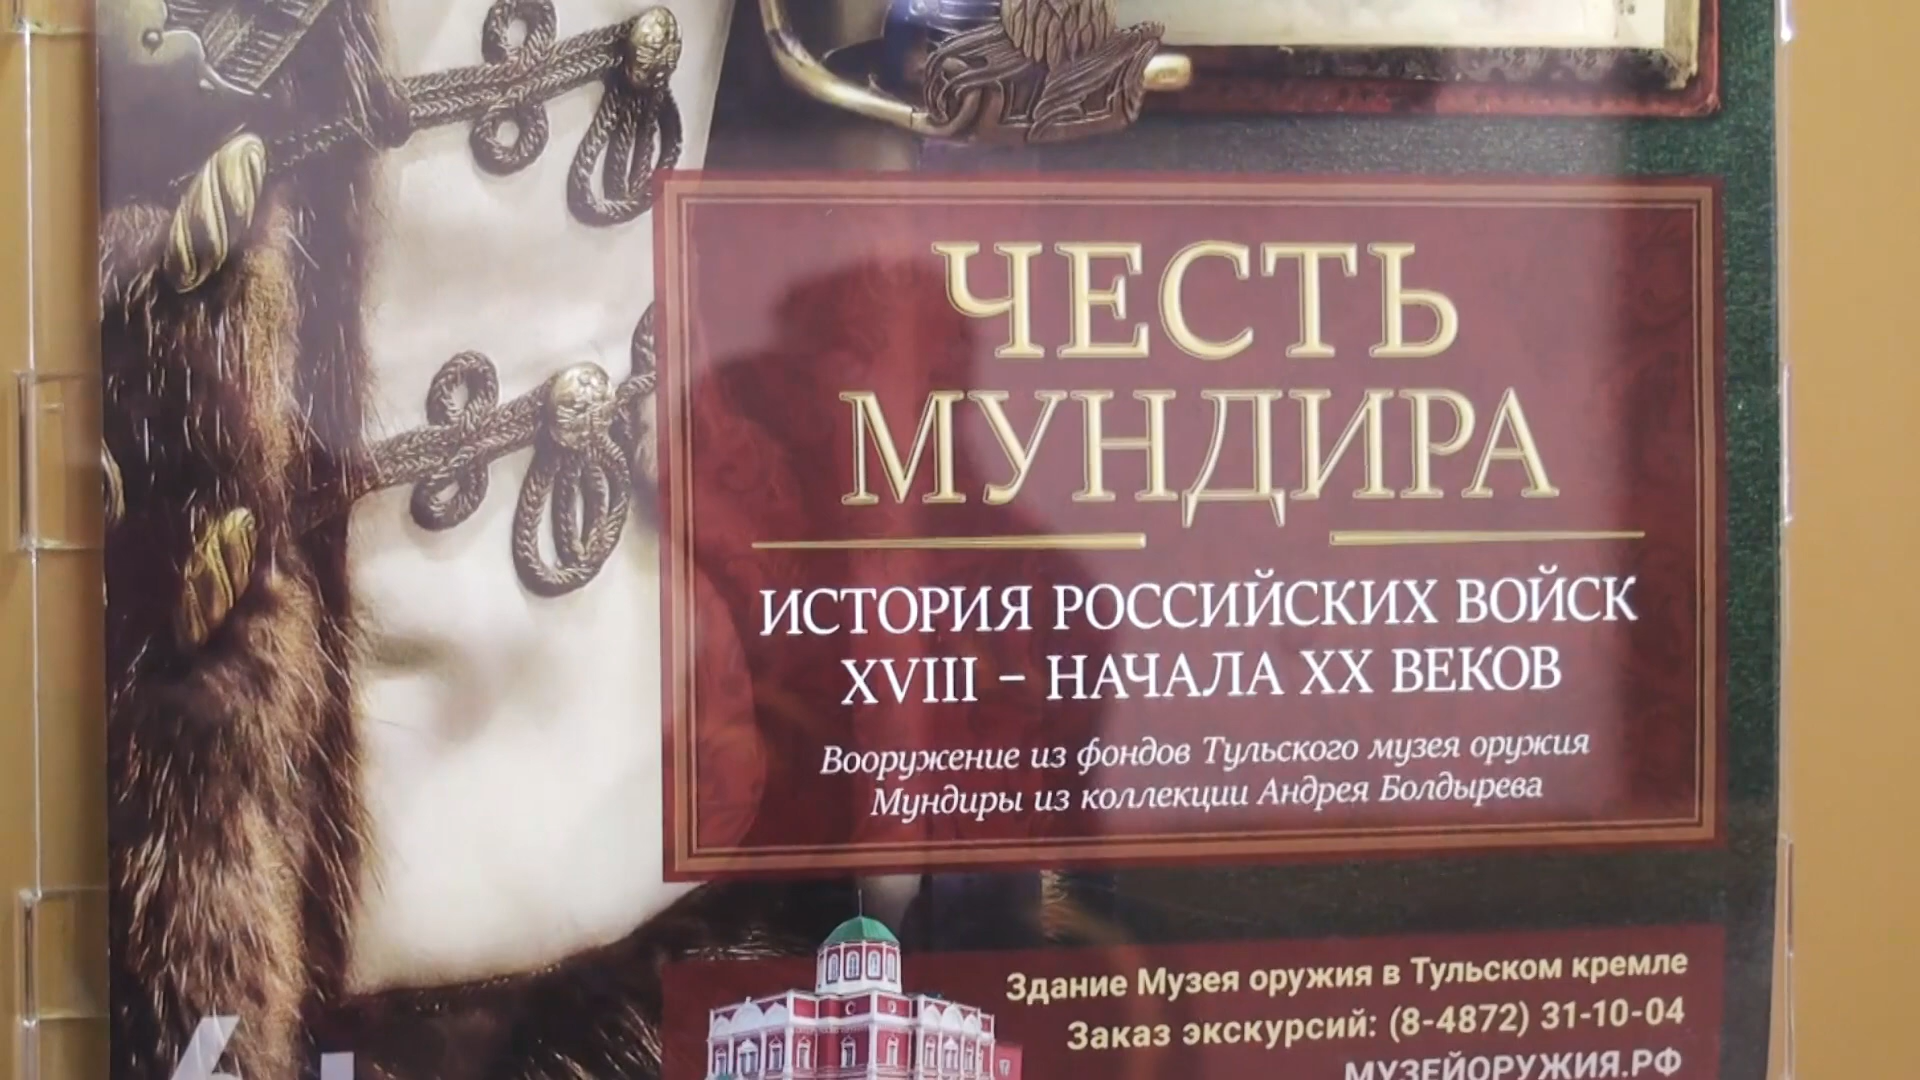 ЧЕСТЬ
МУНДИРА
ИСТОРИЯ РОССИЙСКИХ ВОЙСК
XVIII – НАЧАЛА XX ВЕКОВ
Вооружение из фондов Тульского музея оружия
Мундиры из коллекции Андрея Болдырева
Здание Музея оружия в Тульском кремле
Заказ экскурсий: (8-4872) 31-10-04
МУЗЕЙОРУЖИЯ.РФ